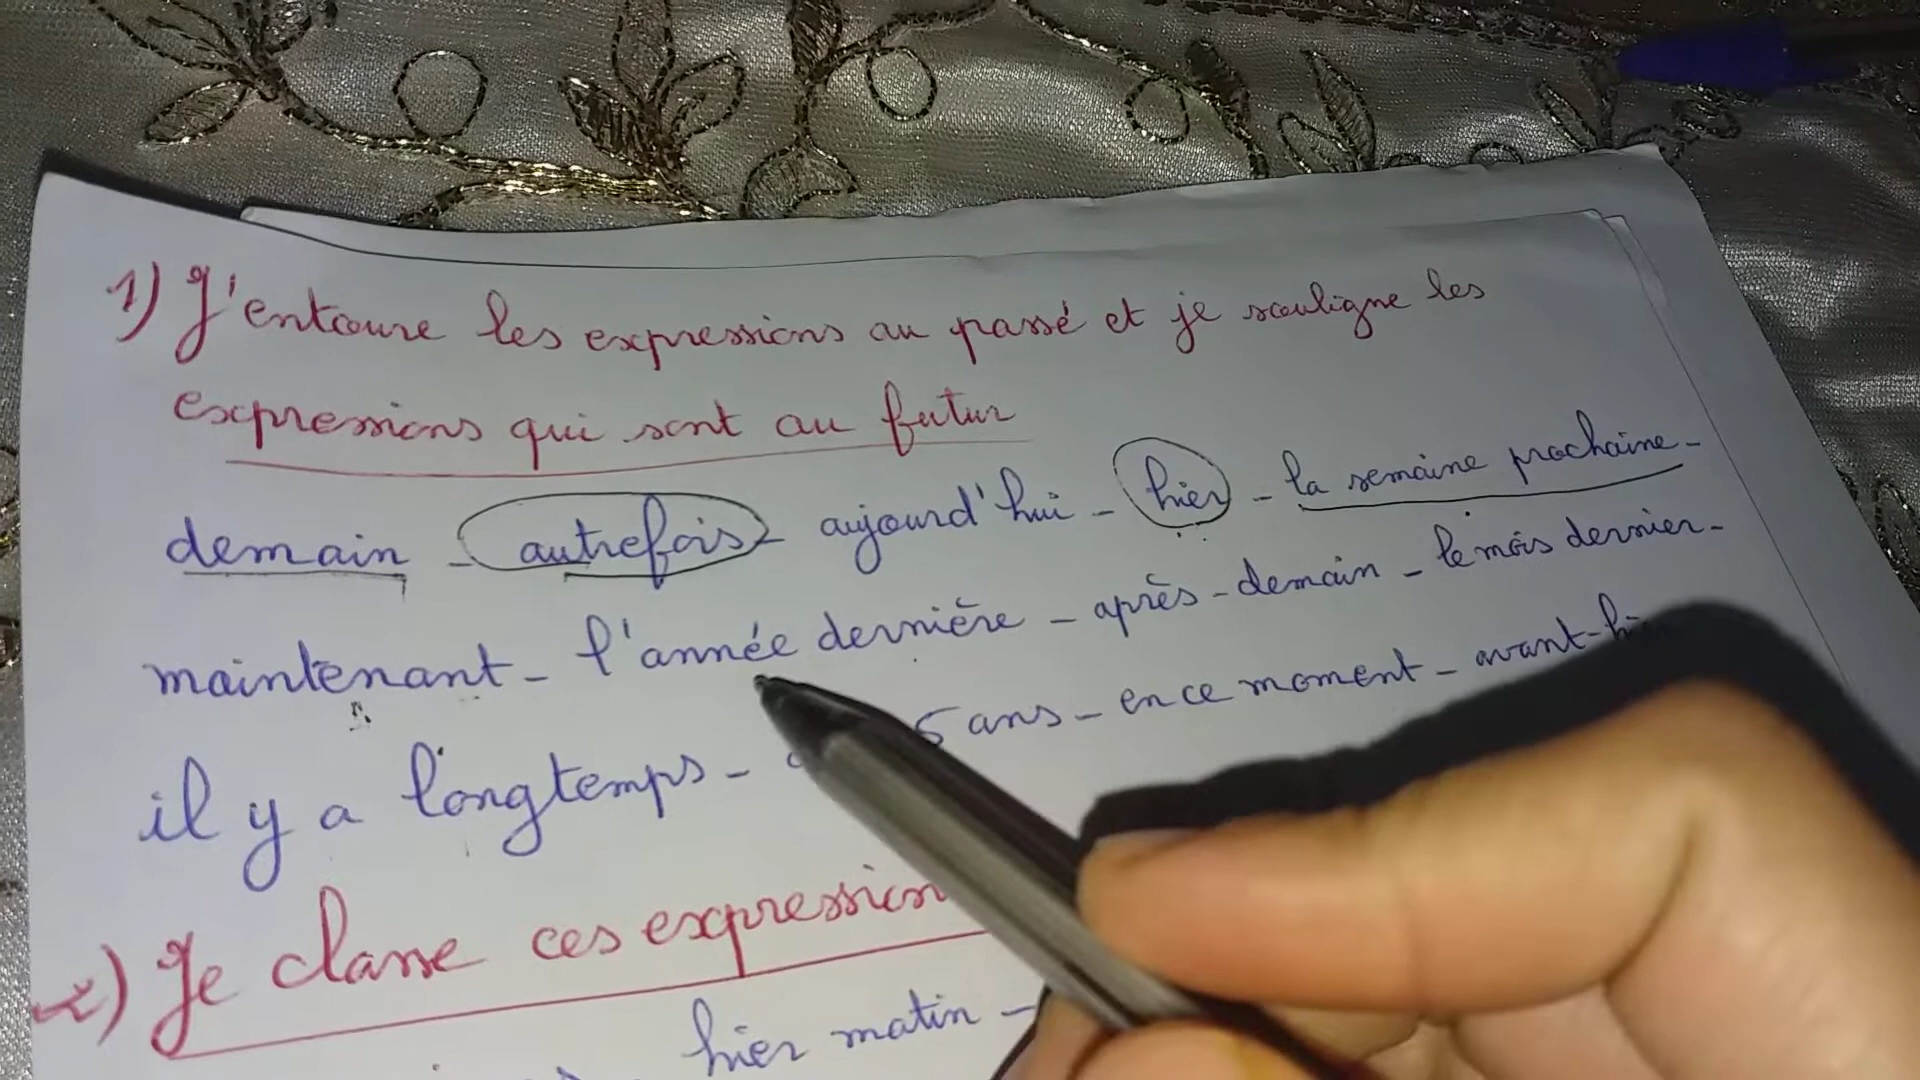 1) J'entoure les expressions au passé et je souligne les
expressions qui sont au futur
demain - autrefois - aujourd'hui - hier - la semaine prochaine -
maintenant - l'année dernière - après-demain - le mois dernier -
il y a longtemps - 5 ans - en ce moment - avant-hier
2) Je classe ces expression
hier matin -